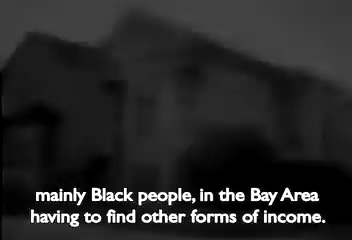 mainly Black people, in the Bay Area
having to find other forms of income.